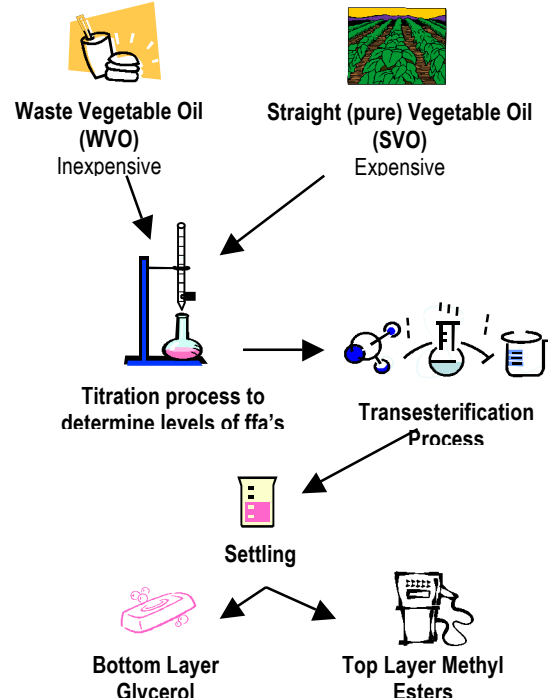 Waste Vegetable Oil
(WVO)
Inexpensive
Straight (pure) Vegetable Oil
(SVO)
Expensive
Titration process to
determine levels of ffa's
Transesterification
Process
Settling
Bottom Layer
Glycerol
Top Layer Methyl
Esters